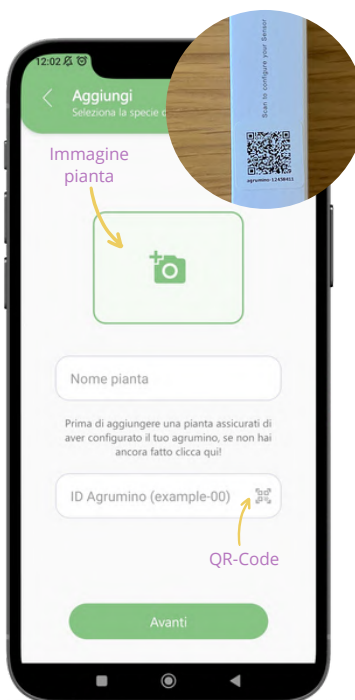 12:02
Aggiungi
Seleziona la specie
Scan to configure your Sensor
agrumino-12438411
Immagine
pianta
Nome pianta
Prima di aggiungere una pianta assicurati di
aver configurato il tuo agrumino, se non hai
ancora fatto clicca qui!
ID Agrumino (example-00)
QR-Code
Avanti